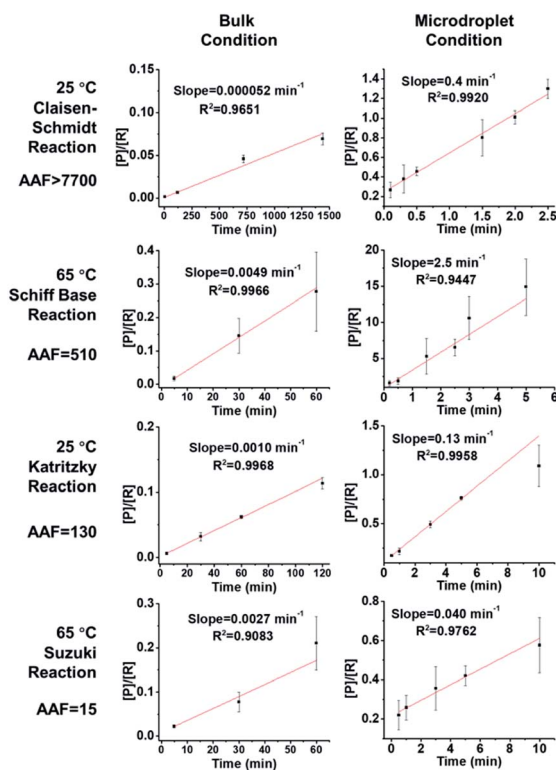 Bulk
Condition
Microdroplet
Condition
25 °C
Claisen-
Schmidt
Reaction
AAF>7700
[P]/[R]
0.15
0.10
0.05
0.00
Slope=0.000052 min⁻¹
R²=0.9651
0 250 500 750 1000 1250 1500
Time (min)
[P]/[R]
1.4
1.2
1.0
0.8
0.6
0.4
0.2
Slope=0.4 min⁻¹
R²=0.9920
0.0 0.5 1.0 1.5 2.0 2.5
Time (min)
65 °C
Schiff Base
Reaction
AAF=510
[P]/[R]
0.4
0.3
0.2
0.1
0.0
Slope=0.0049 min⁻¹
R²=0.9966
0 10 20 30 40 50 60
Time (min)
[P]/[R]
25
20
15
10
5
Slope=2.5 min⁻¹
R²=0.9447
0 1 2 3 4 5 6
Time (min)
25 °C
Katritzky
Reaction
AAF=130
[P]/[R]
0.2
0.1
0.0
Slope=0.0010 min⁻¹
R²=0.9968
0 20 40 60 80 100 120
Time (min)
[P]/[R]
1.5
1.0
0.5
Slope=0.13 min⁻¹
R²=0.9958
0 2 4 6 8 10
Time (min)
65 °C
Suzuki
Reaction
AAF=15
[P]/[R]
0.3
0.2
0.1
0.0
Slope=0.0027 min⁻¹
R²=0.9083
0 10 20 30 40 50 60
Time (min)
[P]/[R]
0.8
0.6
0.4
0.2
Slope=0.040 min⁻¹
R²=0.9762
0 2 4 6 8 10
Time (min)